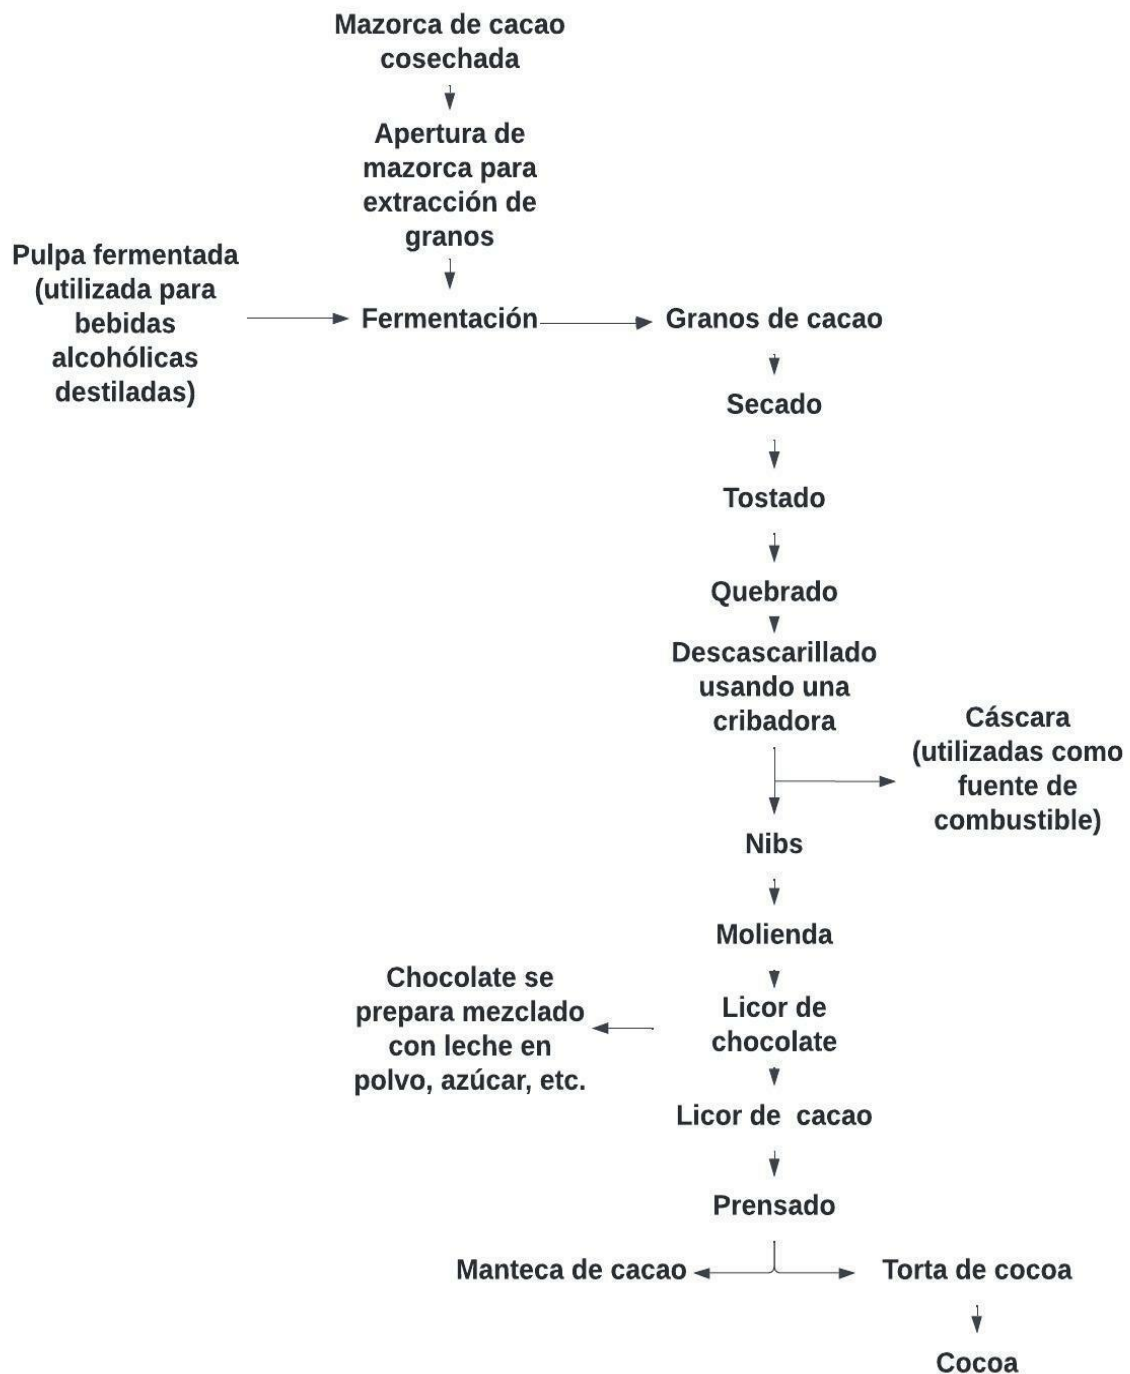 Mazorca de cacao
cosechada
Apertura de
mazorca para
extracción de
granos
Pulpa fermentada
(utilizada para
bebidas
alcohólicas
destiladas)
Fermentación
Granos de cacao
Secado
Tostado
Quebrado
Descascarillado
usando una
cribadora
Cáscara
(utilizadas como
fuente de
combustible)
Nibs
Molienda
Chocolate se
prepara mezclado
con leche en
polvo, azúcar, etc.
Licor de
chocolate
Licor de cacao
Prensado
Manteca de cacao
Torta de cocoa
Cocoa